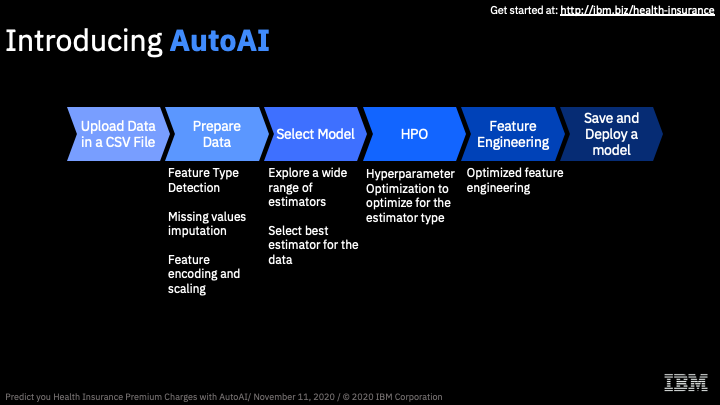 Get started at: http://ibm.biz/health-insurance
Introducing AutoAI
Upload Data
in a CSV File
Prepare
Data
Select Model
HPO
Feature
Engineering
Save and
Deploy a
model
Feature Type
Detection
Missing values
imputation
Feature
encoding and
scaling
Explore a wide
range of
estimators
Select best
estimator for the
data
Hyperparameter
Optimization to
optimize for the
estimator type
Optimized feature
engineering
Predict you Health Insurance Premium Charges with AutoAI/ November 11, 2020 / © 2020 IBM Corporation
IBM